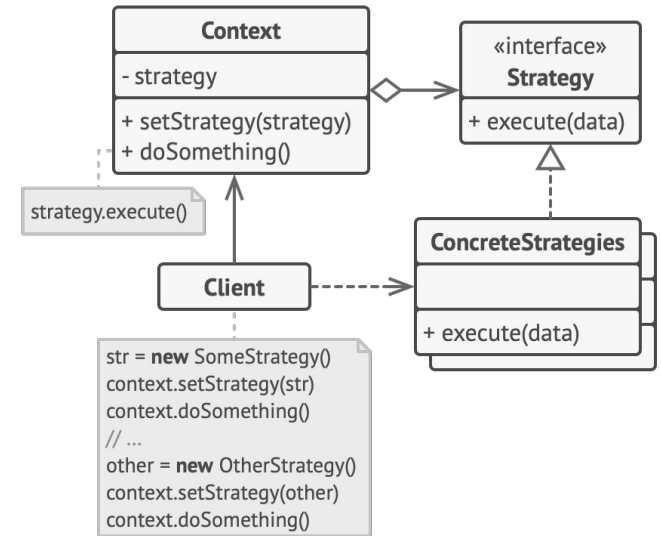 Context
- strategy
+ setStrategy(strategy)
+ doSomething()
«interface»
Strategy
+ execute(data)
strategy.execute()
ConcreteStrategies
+ execute(data)
Client
str = new SomeStrategy()
context.setStrategy(str)
context.doSomething()
// ...
other = new OtherStrategy()
context.setStrategy(other)
context.doSomething()